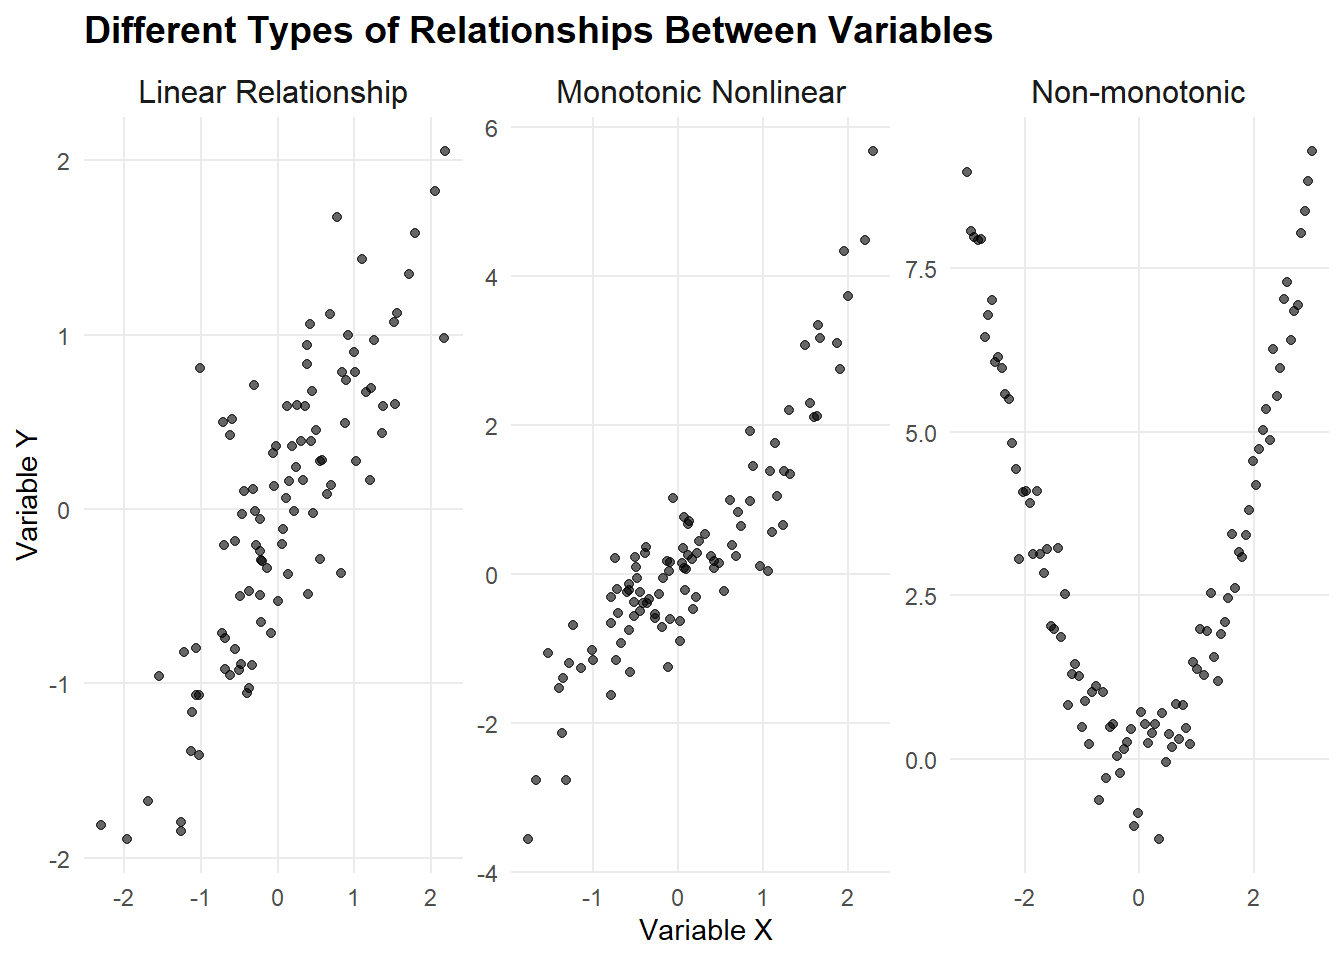 Different Types of Relationships Between Variables
Linear Relationship
Monotonic Nonlinear
Non-monotonic
Variable Y
2
1
0
-1
-2
-2 -1 0 1 2
6
4
2
0
-2
-4
-1 0 1 2
7.5
5.0
2.5
0.0
-2 0 2
Variable X